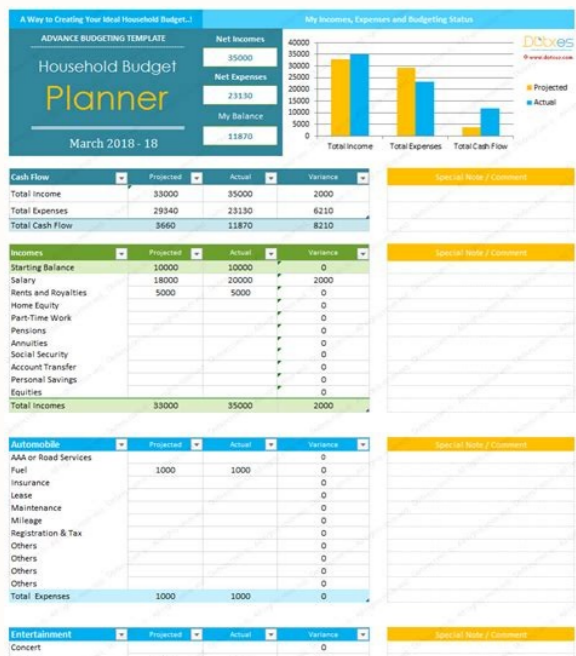 A Way to Creating Your Ideal Household Budget..!
My Incomes, Expenses and Budgeting Status
ADVANCE BUDGETING TEMPLATE
Household Budget
Planner
March 2018 - 18
Net Incomes
35000
Net Expenses
23130
My Balance
11870
40000
35000
30000
25000
20000
15000
10000
5000
0
Total Income Total Expenses Total Cash Flow
Projected
Actual
www.dotxes.com
Cash Flow Projected Actual Variance
Total Income 33000 35000 2000
Total Expenses 29340 23130 6210
Total Cash Flow 3660 11870 8210
Special Note / Comment
Incomes Projected Actual Variance
Starting Balance 10000 10000 0
Salary 18000 20000 2000
Rents and Royalties 5000 5000 0
Home Equity 0
Part-Time Work 0
Pensions 0
Annuities 0
Social Security 0
Account Transfer 0
Personal Savings 0
Equities 0
Total Incomes 33000 35000 2000
Special Note / Comment
Automobile Projected Actual Variance
AAA or Road Services 0
Fuel 1000 1000 0
Insurance 0
Lease 0
Maintenance 0
Mileage 0
Registration & Tax 0
Others 0
Others 0
Others 0
Others 0
Total Expenses 1000 1000 0
Special Note / Comment
Entertainment Projected Actual Variance
Concert 0
Special Note / Comment